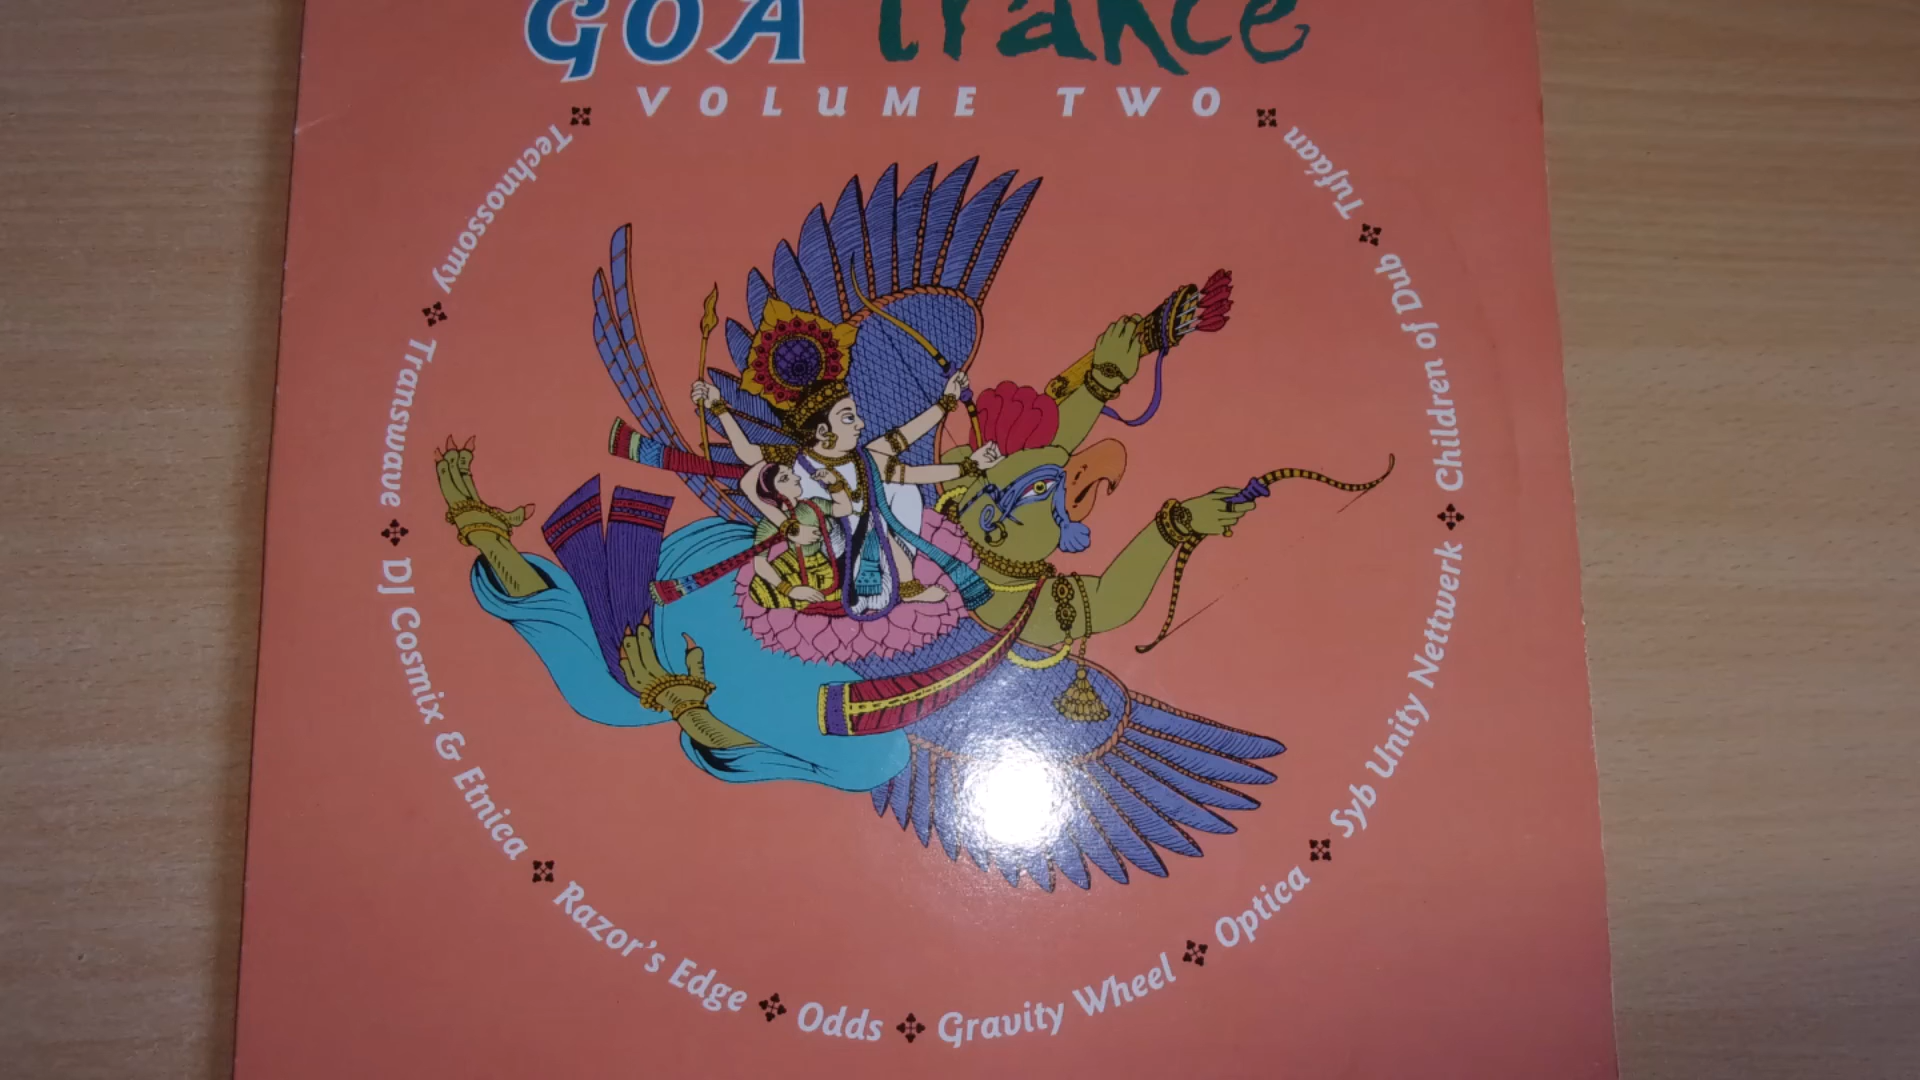 GOA trance
VOLUME TWO
Technossomy
Transwave
DJ Cosmix & Etnica
Razor's Edge
Odds
Gravity Wheel
Optica
Syb Unity Nettwerk
Children of Dub
Tufáan